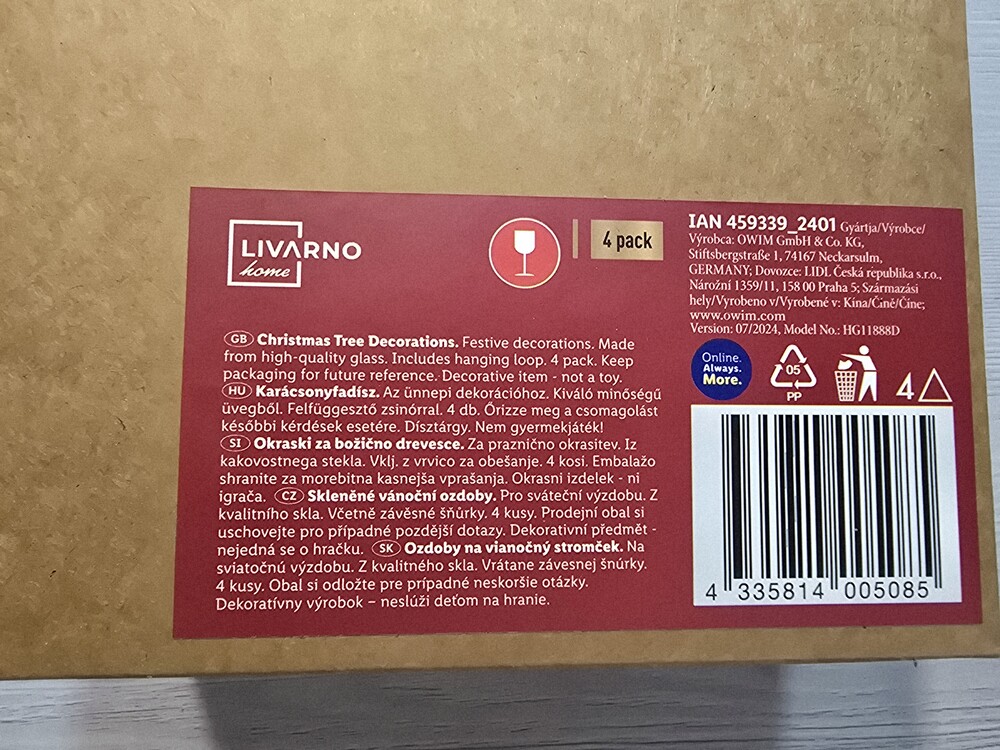 LIVARNO
home
4 pack
IAN 459339_2401 Gyártja/Výrobce/
Výrobca: OWIM GmbH & Co. KG,
Stiftsbergstraße 1, 74167 Neckarsulm,
GERMANY; Dovozce: LIDL Česká republika s.r.o.,
Nárožní 1359/11, 158 00 Praha 5; Származási
hely/Vyrobeno v/Vyrobené v: Kína/Číně/Číne;
www.owim.com
Version: 07/2024, Model No.: HG11888D
Online.
Always.
More.
05
PP
4
GB Christmas Tree Decorations. Festive decorations. Made
from high-quality glass. Includes hanging loop. 4 pack. Keep
packaging for future reference. Decorative item - not a toy.
HU Karácsonyfadísz. Az ünnepi dekorációhoz. Kiváló minőségű
üvegből. Felfüggesztő zsinórral. 4 db. Őrizze meg a csomagolást
későbbi kérdések esetére. Dísztárgy. Nem gyermekjáték!
SI Okraski za božično drevesce. Za praznično okrasitev. Iz
kakovostnega stekla. Vklj. z vrvico za obešanje. 4 kosi. Embalažo
shranite za morebitna kasnejša vprašanja. Okrasni izdelek - ni
igrača. CZ Skleněné vánoční ozdoby. Pro sváteční výzdobu. Z
kvalitního skla. Včetně závěsné šňůrky. 4 kusy. Prodejní obal si
uschovejte pro případné pozdější dotazy. Dekorativní předmět -
nejedná se o hračku. SK Ozdoby na vianočný stromček. Na
sviatočnú výzdobu. Z kvalitného skla. Vrátane závesnej šnúrky.
4 kusy. Obal si odložte pre prípadné neskoršie otázky.
Dekoratívny výrobok – neslúži deťom na hranie.
4 335814 005085